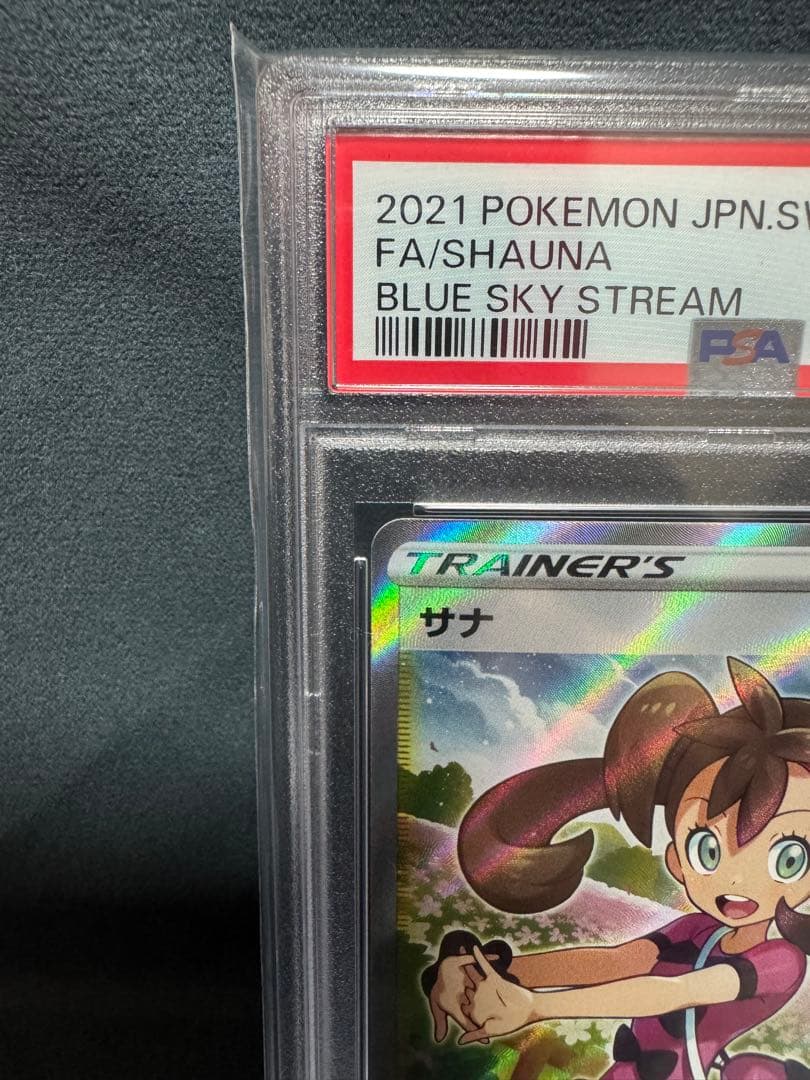 2021 POKEMON JPN.SW
FA/SHAUNA
BLUE SKY STREAM
PSA
TRAINER'S
サナ